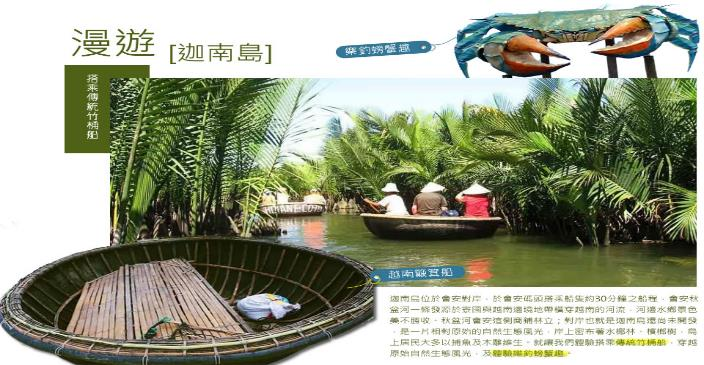 漫遊 [迦南島]
樂釣螃蟹趣
搭乘傳統竹桶船
越南簸箕船
迦南島位於會安對岸，於會安碼頭搭乘船隻約30分鐘之船程，會安秋
盆河一條發源於寮國與越南邊境地帶橫穿越南的河流，河邊水鄉景色
美不勝收，秋盆河會安這側商鋪林立；對岸也就是迦南島還尚未開發
，是一片相對原始的自然生態風光，岸上密布著水椰林、檳榔樹，島
上居民大多以捕魚及木雕維生。就讓我們體驗搭乘傳統竹桶船，穿越
原始自然生態風光，及體驗樂釣螃蟹趣。